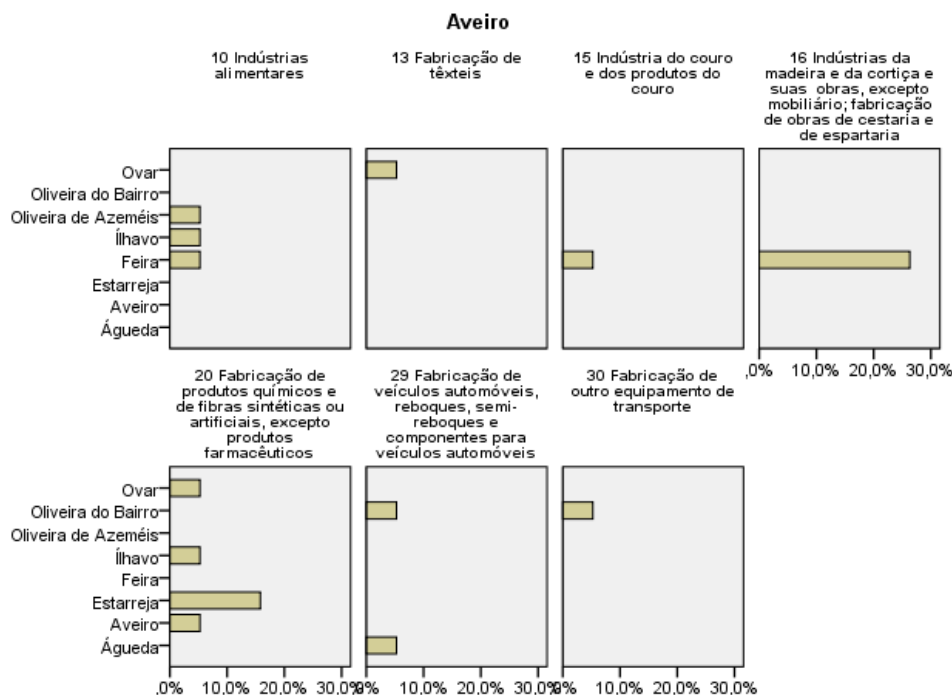 Aveiro
10 Indústrias
alimentares
13 Fabricação de
têxteis
15 Indústria do couro
e dos produtos do
couro
16 Indústrias da
madeira e da cortiça e
suas obras, excepto
mobiliário; fabricação
de obras de cestaria e
de espartaria
Ovar
Oliveira do Bairro
Oliveira de Azeméis
Ílhavo
Feira
Estarreja
Aveiro
Águeda
,0% 10,0% 20,0% 30,0%
20 Fabricação de
produtos químicos e
de fibras sintéticas ou
artificiais, excepto
produtos
farmacêuticos
29 Fabricação de
veículos automóveis,
reboques, semi-
reboques e
componentes para
veículos automóveis
30 Fabricação de
outro equipamento de
transporte
Ovar
Oliveira do Bairro
Oliveira de Azeméis
Ílhavo
Feira
Estarreja
Aveiro
Águeda
,0% 10,0% 20,0% 30,0% ,0% 10,0% 20,0% 30,0% ,0% 10,0% 20,0% 30,0%